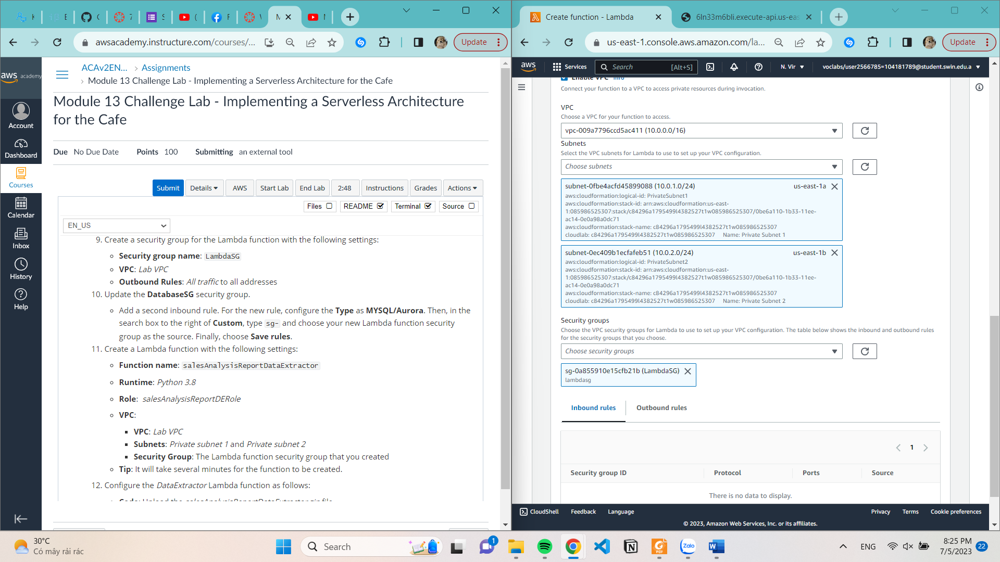 K
E
C
7
S
(
F
V
M
N
Create function - Lambda
6ln33m6bli.execute-api.us-eas
awsacademy.instructure.com/courses/...
Update
us-east-1.console.aws.amazon.com/la...
Update
aws academy
Account
Dashboard
Courses
Calendar
Inbox
History
Help
ACAv2EN...
Assignments
Module 13 Challenge Lab - Implementing a Serverless Architecture for the Cafe
Module 13 Challenge Lab - Implementing a Serverless Architecture
for the Cafe
Due No Due Date Points 100 Submitting an external tool
Submit
Details
AWS
Start Lab
End Lab
2:48
Instructions
Grades
Actions
Files
README
Terminal
Source
EN_US
9. Create a security group for the Lambda function with the following settings:
Security group name: LambdaSG
VPC: Lab VPC
Outbound Rules: All traffic to all addresses
10. Update the DatabaseSG security group.
Add a second inbound rule. For the new rule, configure the Type as MYSQL/Aurora. Then, in the
search box to the right of Custom, type sg- and choose your new Lambda function security
group as the source. Finally, choose Save rules.
11. Create a Lambda function with the following settings:
Function name: salesAnalysisReportDataExtractor
Runtime: Python 3.8
Role: salesAnalysisReportDERole
VPC:
VPC: Lab VPC
Subnets: Private subnet 1 and Private subnet 2
Security Group: The Lambda function security group that you created
Tip: It will take several minutes for the function to be created.
12. Configure the DataExtractor Lambda function as follows:
Code: Upload the salesAnalysisReportDataExtractor.zip file
aws
Services
Search
[Alt+S]
N. Vir
voclabs/user2566785=104181789@student.swin.edu.a
Enable VPC Info
Connect your function to a VPC to access private resources during invocation.
VPC
Choose a VPC for your function to access.
vpc-009a7796ccd5ac411 (10.0.0.0/16)
Subnets
Select the VPC subnets for Lambda to use to set up your VPC configuration.
Choose subnets
subnet-0fbe4acfd45899088 (10.0.1.0/24) us-east-1a
aws:cloudformation:logical-id: PrivateSubnet1
aws:cloudformation:stack-id: arn:aws:cloudformation:us-east-
1:085986525307:stack/c84296a1795499l4382527t1w085986525307/0be6a110-1b33-11ee-
ac14-0e0a98a0dc71
aws:cloudformation:stack-name: c84296a1795499l4382527t1w085986525307
cloudlab: c84296a1795499l4382527t1w085986525307 Name: Private Subnet 1
subnet-0ec409b1ecfafeb51 (10.0.2.0/24) us-east-1b
aws:cloudformation:logical-id: PrivateSubnet2
aws:cloudformation:stack-id: arn:aws:cloudformation:us-east-
1:085986525307:stack/c84296a1795499l4382527t1w085986525307/0be6a110-1b33-11ee-
ac14-0e0a98a0dc71
aws:cloudformation:stack-name: c84296a1795499l4382527t1w085986525307
cloudlab: c84296a1795499l4382527t1w085986525307 Name: Private Subnet 2
Security groups
Choose the VPC security groups for Lambda to use to set up your VPC configuration. The table below shows the inbound and outbound rules
for the security groups that you choose.
Choose security groups
sg-0a855910e15cfb21b (LambdaSG)
lambdasg
Inbound rules
Outbound rules
1
Security group ID Protocol Ports Source
There is no data to display.
CloudShell Feedback Language
Privacy Terms Cookie preferences
© 2023, Amazon Web Services, Inc. or its affiliates.
30°C
Có mây rải rác
Search
1
Zalo
ENG
8:25 PM
7/5/2023
22